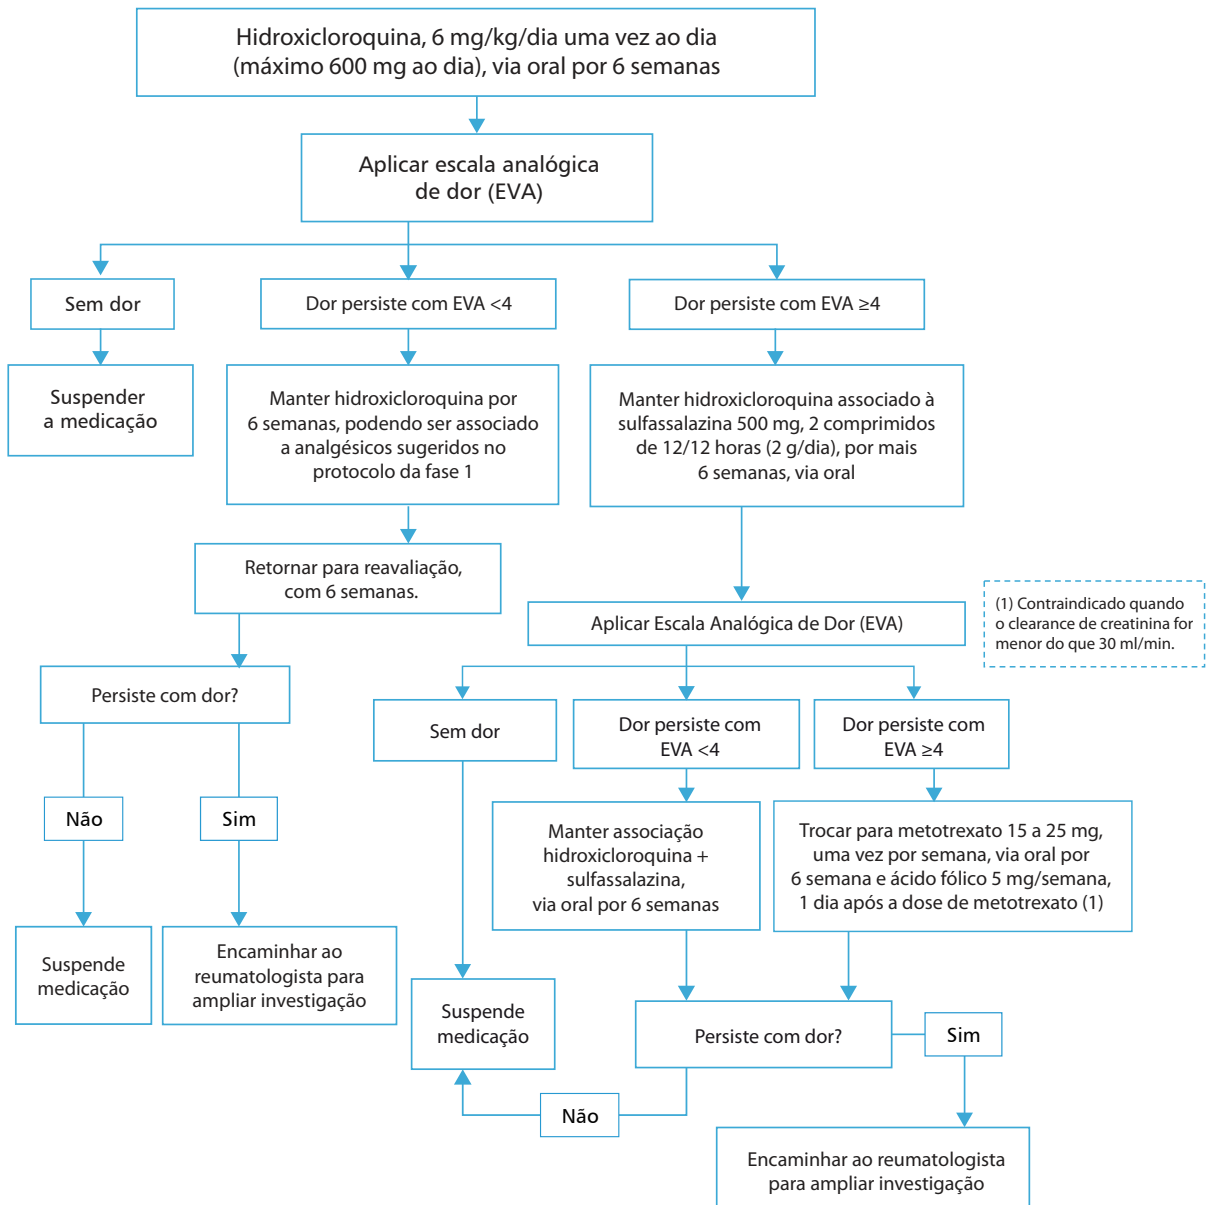 Hidroxicloroquina, 6 mg/kg/dia uma vez ao dia
(máximo 600 mg ao dia), via oral por 6 semanas
Aplicar escala analógica
de dor (EVA)
Sem dor
Dor persiste com EVA <4
Dor persiste com EVA ≥4
Suspender
a medicação
Manter hidroxicloroquina por
6 semanas, podendo ser associado
a analgésicos sugeridos no
protocolo da fase 1
Manter hidroxicloroquina associado à
sulfassalazina 500 mg, 2 comprimidos
de 12/12 horas (2 g/dia), por mais
6 semanas, via oral
Retornar para reavaliação,
com 6 semanas.
Aplicar Escala Analógica de Dor (EVA)
(1) Contraindicado quando
o clearance de creatinina for
menor do que 30 ml/min.
Persiste com dor?
Sem dor
Dor persiste com
EVA <4
Dor persiste com
EVA ≥4
Não
Sim
Manter associação
hidroxicloroquina +
sulfassalazina,
via oral por 6 semanas
Trocar para metotrexato 15 a 25 mg,
uma vez por semana, via oral por
6 semana e ácido fólico 5 mg/semana,
1 dia após a dose de metotrexato (1)
Suspende
medicação
Encaminhar ao
reumatologista para
ampliar investigação
Suspende
medicação
Persiste com dor?
Sim
Não
Encaminhar ao reumatologista
para ampliar investigação